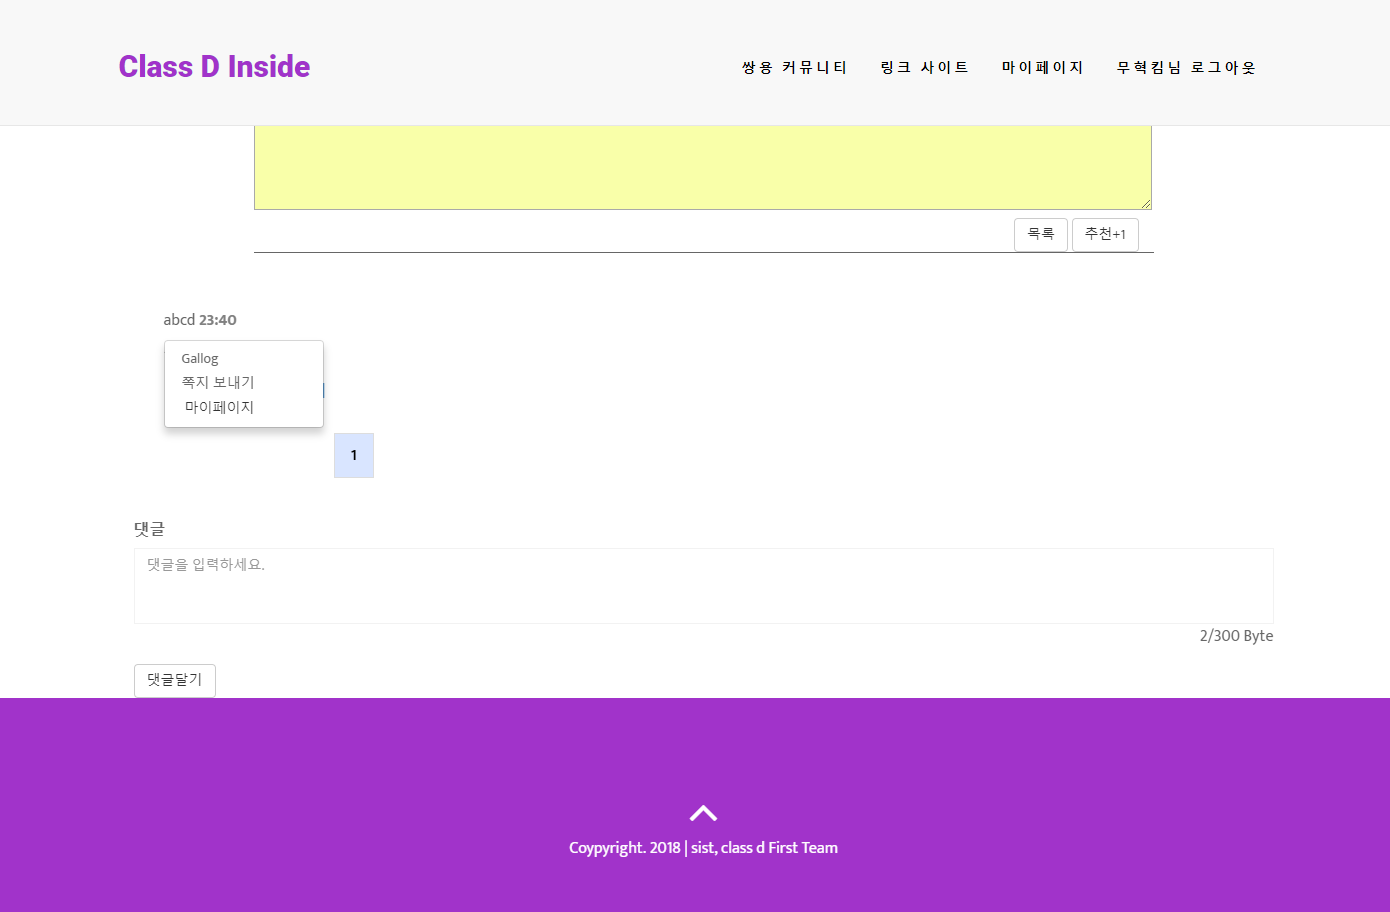 Class D Inside
쌍용 커뮤니티 링크 사이트 마이페이지 무혁킴님 로그아웃
목록 추천+1
abcd 23:40
Gallog
쪽지 보내기
마이페이지
1
댓글
댓글을 입력하세요.
2/300 Byte
댓글달기
Coypyright. 2018 | sist, class d First Team